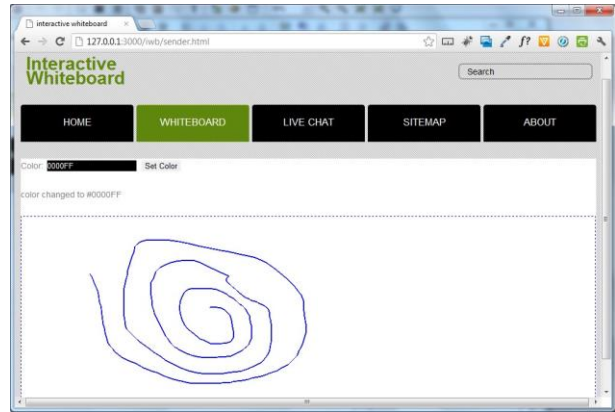 interactive whiteboard
127.0.0.1:3000/iwb/sender.html
f?
Interactive
Whiteboard
Search
HOME WHITEBOARD LIVE CHAT SITEMAP ABOUT
Color: 0000FF Set Color
color changed to #0000FF